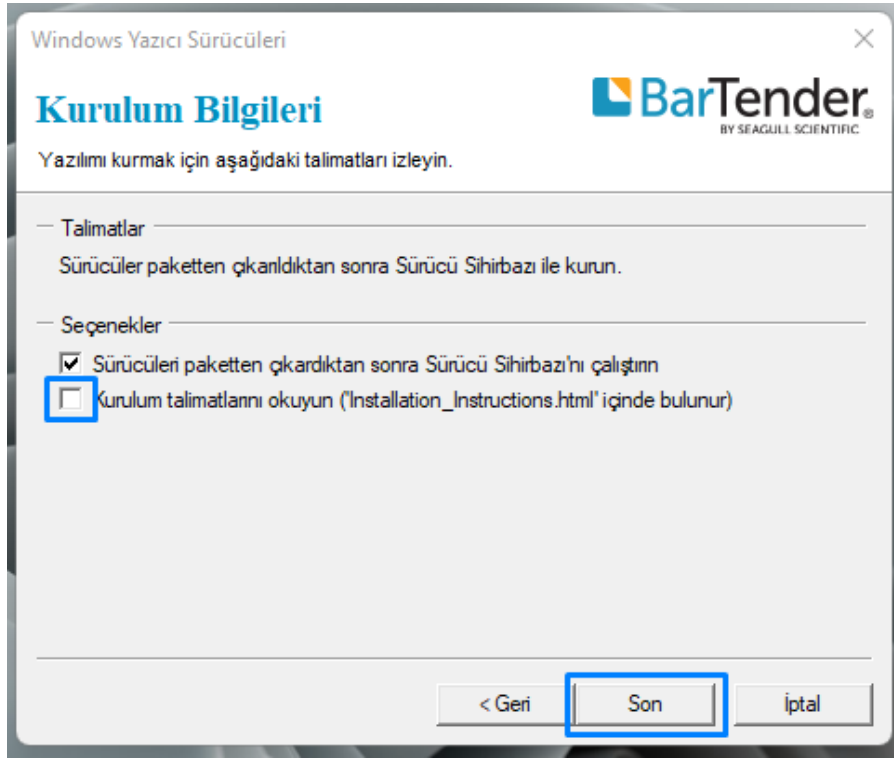 Windows Yazıcı Sürücüleri
Kurulum Bilgileri
BarTender®
BY SEAGULL SCIENTIFIC
Yazılımı kurmak için aşağıdaki talimatları izleyin.
Talimatlar
Sürücüler paketten çıkarıldıktan sonra Sürücü Sihirbazı ile kurun.
Seçenekler
Sürücüleri paketten çıkardıktan sonra Sürücü Sihirbazı'nı çalıştırın
Kurulum talimatlarını okuyun ('Installation_Instructions.html' içinde bulunur)
< Geri
Son
İptal